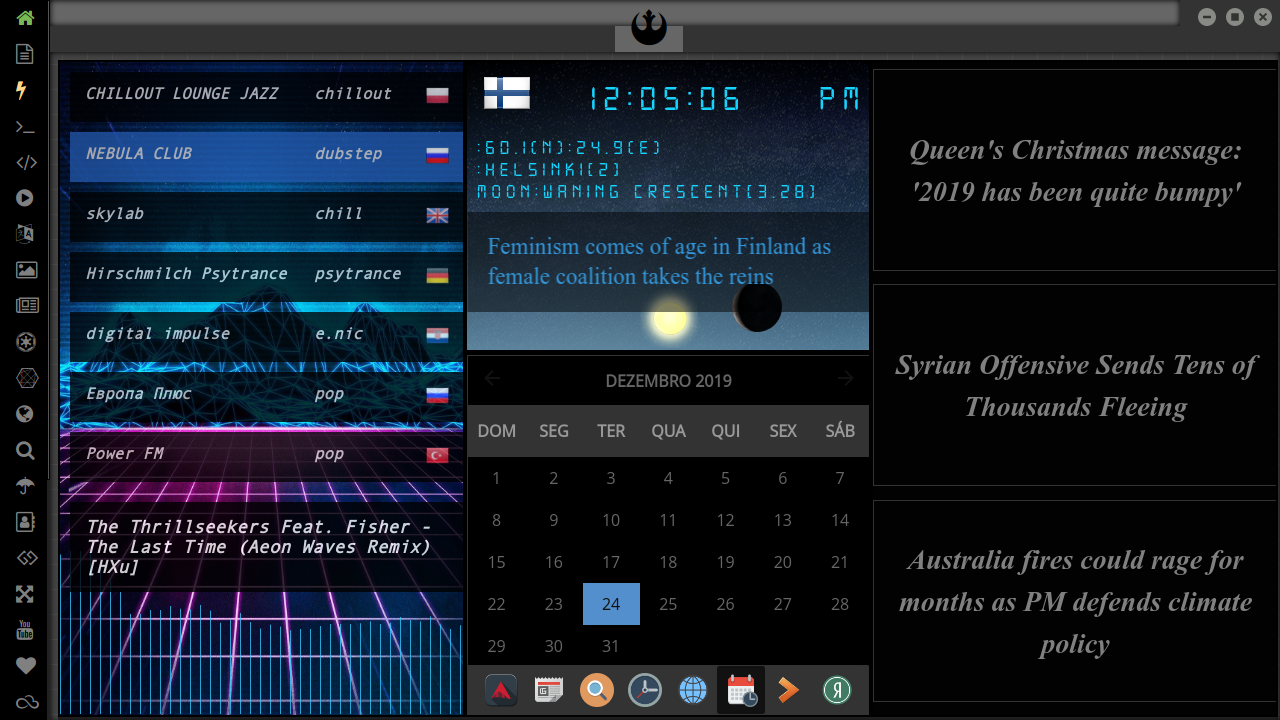 CHILLOUT LOUNGE JAZZ chillout
NEBULA CLUB dubstep
skylab chill
Hirschmilch Psytrance psytrance
digital impulse e.nic
Европа Плюс pop
Power FM pop
The Thrillseekers Feat. Fisher -
The Last Time (Aeon Waves Remix)
[HXu]
12:05:06 PM
:60.1(N):24.9(E)
:HELSINKI(2)
MOON:WANING CRESCENT(3.28)
Feminism comes of age in Finland as
female coalition takes the reins
DEZEMBRO 2019
DOM SEG TER QUA QUI SEX SÁB
1 2 3 4 5 6 7
8 9 10 11 12 13 14
15 16 17 18 19 20 21
22 23 24 25 26 27 28
29 30 31
Queen's Christmas message:
'2019 has been quite bumpy'
Syrian Offensive Sends Tens of
Thousands Fleeing
Australia fires could rage for
months as PM defends climate
policy
You
Tube
Я